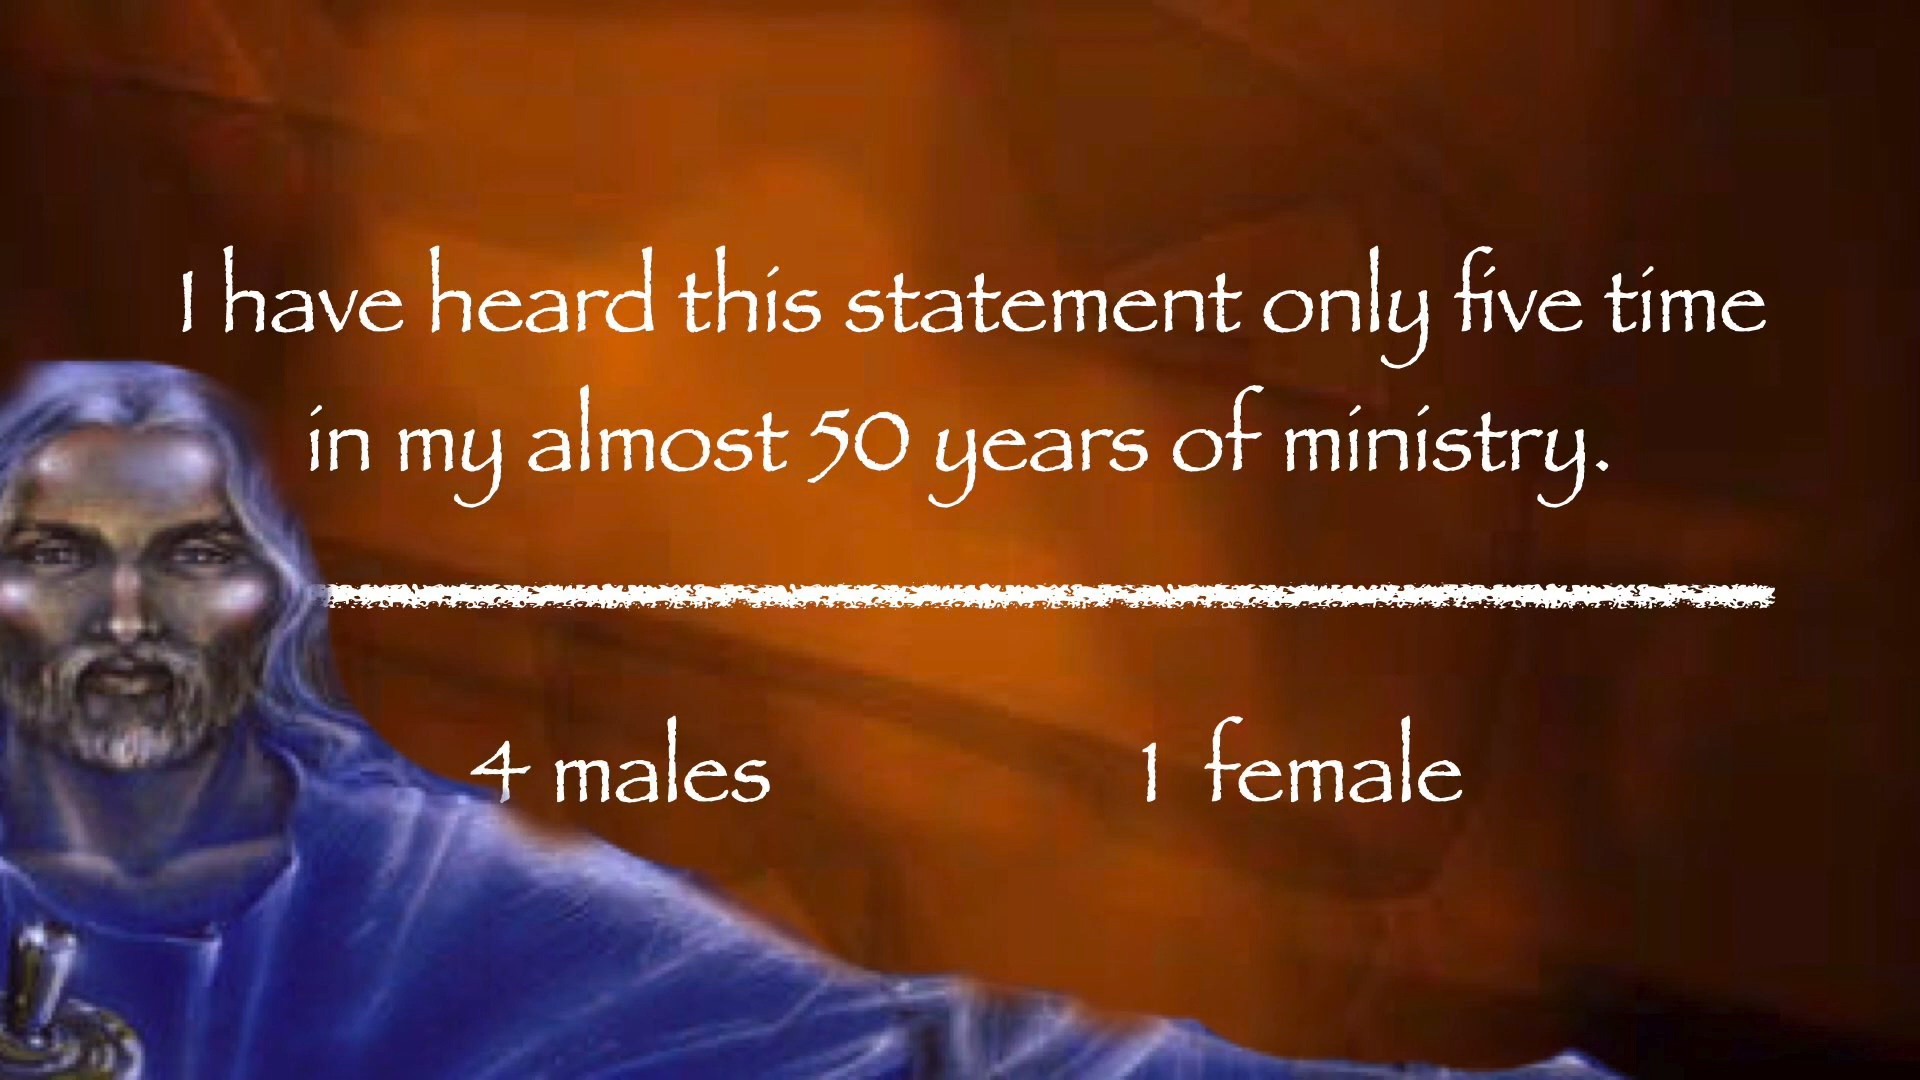 I have heard this statement only five time
in my almost 50 years of ministry.
4 males 1 female